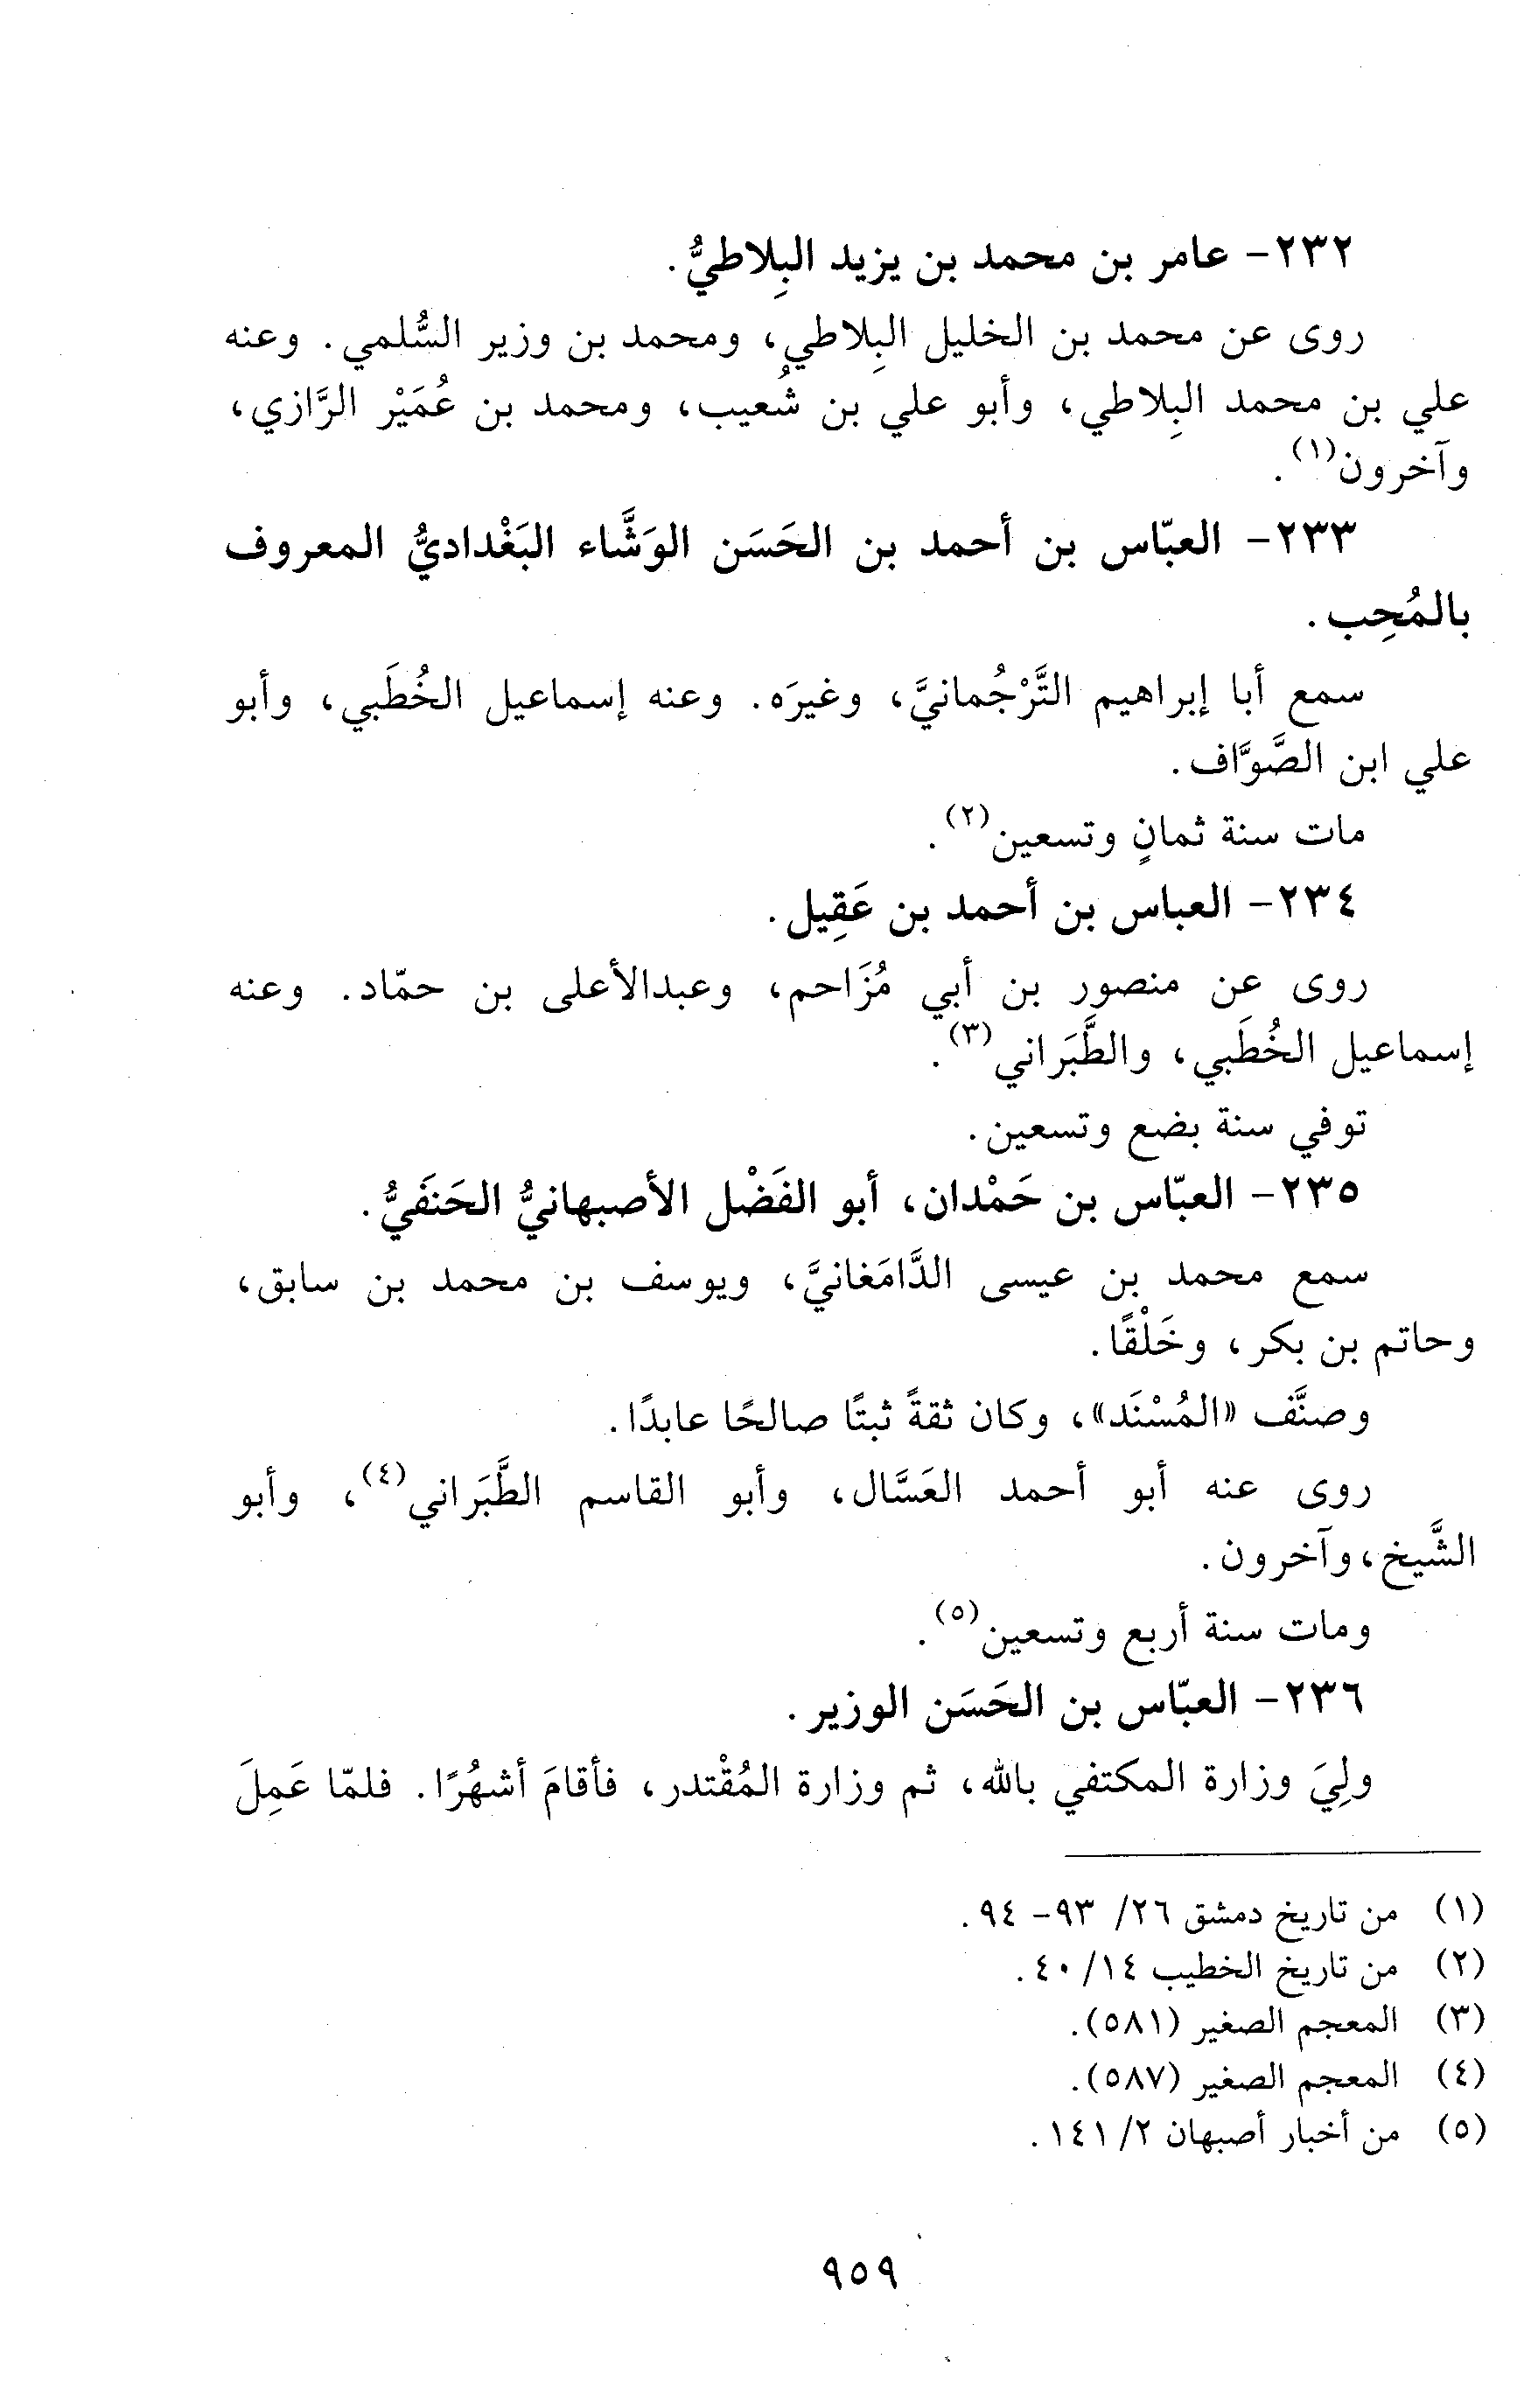 ٢٣٢- عامر بن محمد بن يزيد البِلاطيُّ.
روى عن محمد بن الخليل البِلاطي، ومحمد بن وزير السُّلمي. وعنه
علي بن محمد البِلاطي، وأبو علي بن شُعيب، ومحمد بن عُمَيْر الرَّازي،
وآخرون(١).
٢٣٣- العبّاس بن أحمد بن الحَسَن الوَشَّاء البَغْداديُّ المعروف
بالمُحِب.
سمع أبا إبراهيم التَّرْجُمانيَّ، وغيرَه. وعنه إسماعيل الخُطَبي، وأبو
علي ابن الصَّوَّاف.
مات سنة ثمانٍ وتسعين(٢).
٢٣٤- العباس بن أحمد بن عَقِيل.
روى عن منصور بن أبي مُزَاحم، وعبدالأعلى بن حمّاد. وعنه
إسماعيل الخُطَبي، والطَّبَراني(٣).
توفي سنة بضع وتسعين.
٢٣٥- العبّاس بن حَمْدان، أبو الفَضْل الأصبهانيُّ الحَنَفَيُّ.
سمع محمد بن عيسى الدَّامَغانيَّ، ويوسف بن محمد بن سابق،
وحاتم بن بكر، وخَلْقًا.
وصنَّف «المُسْنَد»، وكان ثقةً ثبتًا صالحًا عابدًا.
روى عنه أبو أحمد العَسَّال، وأبو القاسم الطَّبَراني(٤)، وأبو
الشَّيخ،وآخرون.
ومات سنة أربع وتسعين(٥).
٢٣٦- العبّاس بن الحَسَن الوزير.
ولِيَ وزارة المكتفي بالله، ثم وزارة المُقْتدر، فأقامَ أشهُرًا. فلمّا عَمِلَ
(١) من تاريخ دمشق ٢٦/ ٩٣- ٩٤.
(٢) من تاريخ الخطيب ١٤/ ٤٠.
(٣) المعجم الصغير (٥٨١).
(٤) المعجم الصغير (٥٨٧).
(٥) من أخبار أصبهان ٢/ ١٤١.
٩٥٩